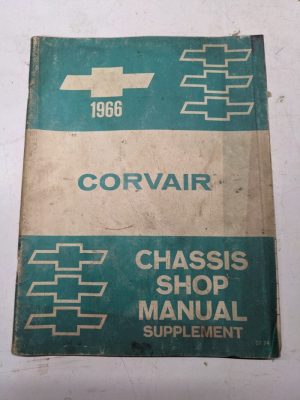 1966
CORVAIR
CHASSIS
SHOP
MANUAL
SUPPLEMENT